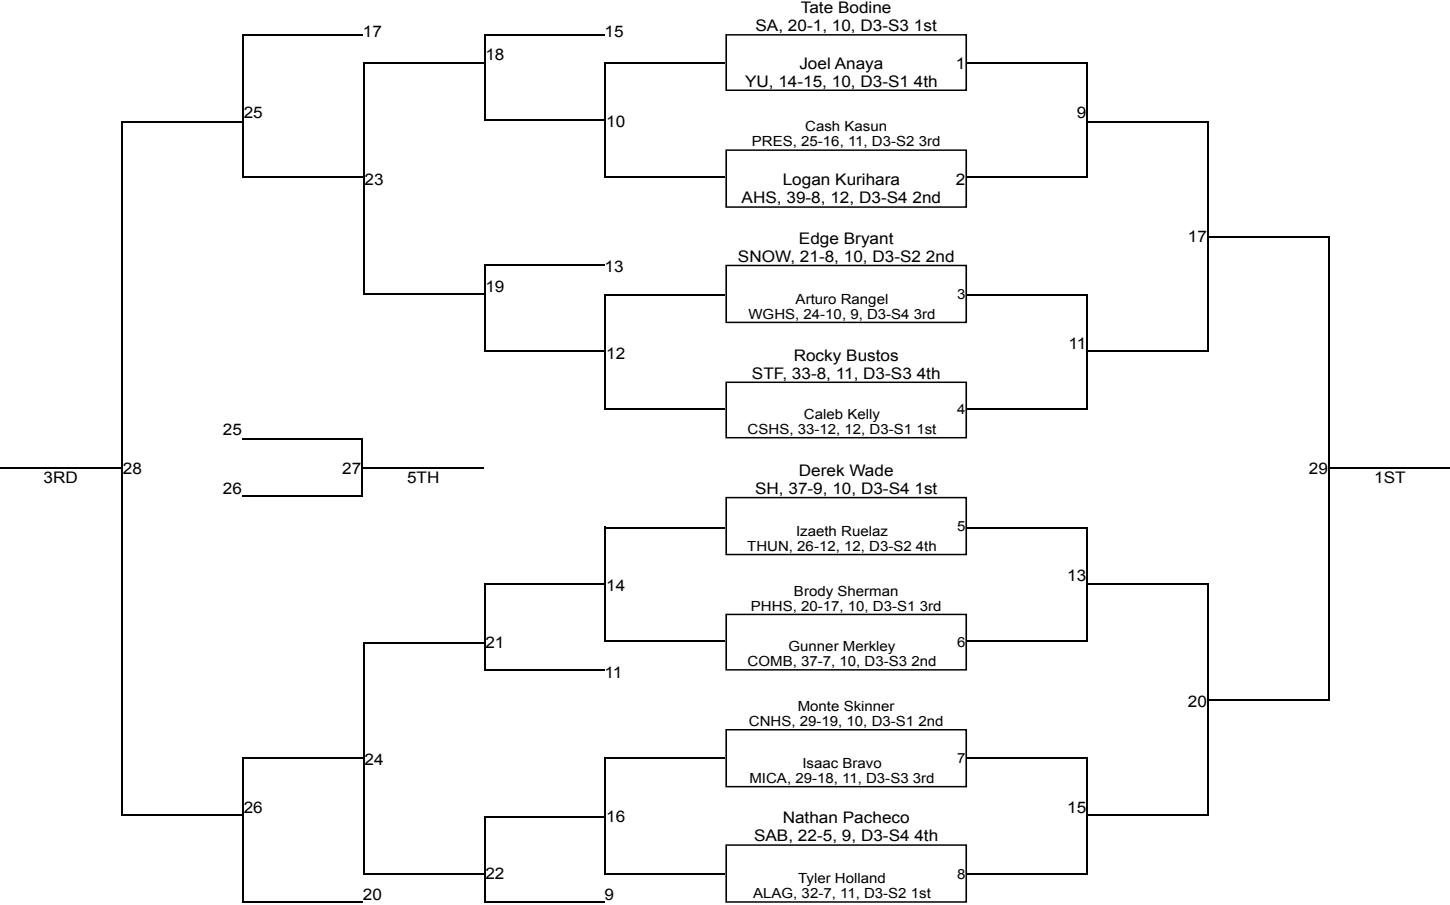 Tate Bodine
SA, 20-1, 10, D3-S3 1st
Joel Anaya
YU, 14-15, 10, D3-S1 4th
1
Cash Kasun
PRES, 25-16, 11, D3-S2 3rd
Logan Kurihara
AHS, 39-8, 12, D3-S4 2nd
2
Edge Bryant
SNOW, 21-8, 10, D3-S2 2nd
Arturo Rangel
WGHS, 24-10, 9, D3-S4 3rd
3
Rocky Bustos
STF, 33-8, 11, D3-S3 4th
Caleb Kelly
CSHS, 33-12, 12, D3-S1 1st
4
Derek Wade
SH, 37-9, 10, D3-S4 1st
Izaeth Ruelaz
THUN, 26-12, 12, D3-S2 4th
5
Brody Sherman
PHHS, 20-17, 10, D3-S1 3rd
Gunner Merkley
COMB, 37-7, 10, D3-S3 2nd
6
Monte Skinner
CNHS, 29-19, 10, D3-S1 2nd
Isaac Bravo
MICA, 29-18, 11, D3-S3 3rd
7
Nathan Pacheco
SAB, 22-5, 9, D3-S4 4th
Tyler Holland
ALAG, 32-7, 11, D3-S2 1st
8
9
11
13
15
17
20
29
1ST
15
10
13
12
14
11
16
9
18
19
21
22
17
23
24
20
25
26
25
26
27
5TH
28
3RD